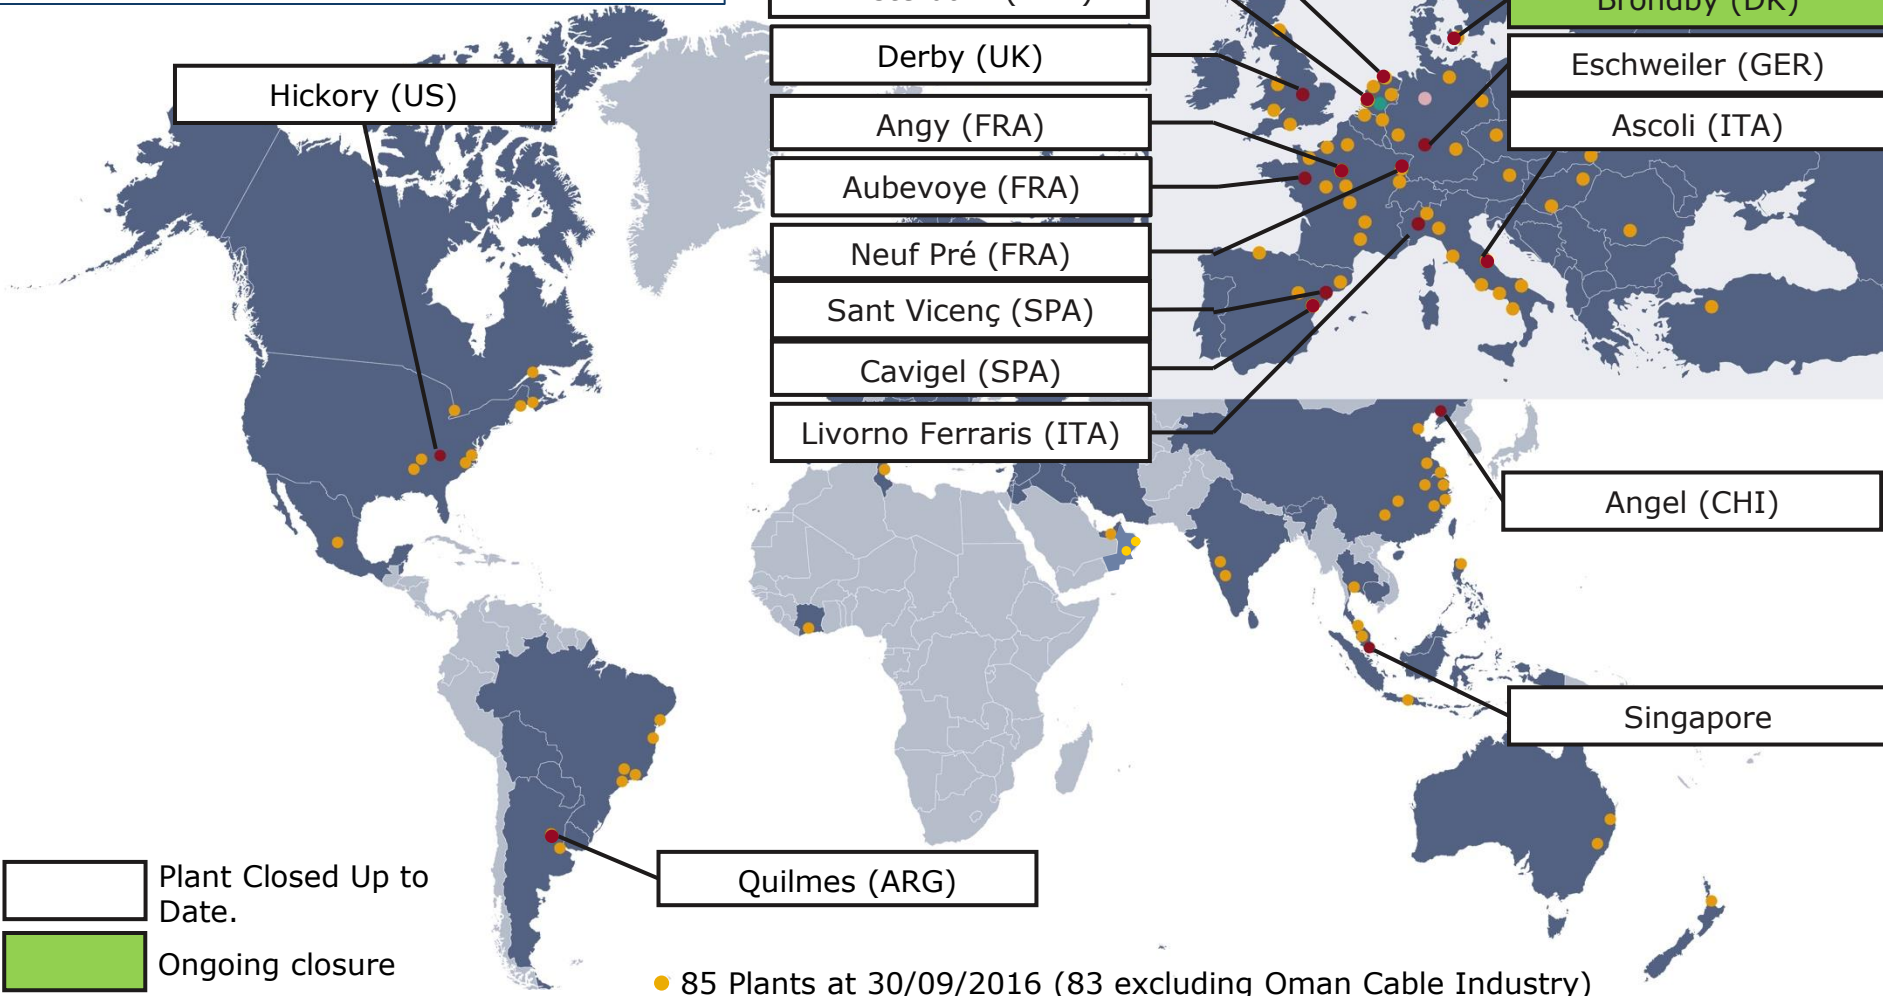 Brøndby (DK)
Derby (UK)
Eschweiler (GER)
Hickory (US)
Angy (FRA)
Ascoli (ITA)
Aubevoye (FRA)
Neuf Pré (FRA)
Sant Vicenç (SPA)
Cavigel (SPA)
Livorno Ferraris (ITA)
Angel (CHI)
Singapore
Quilmes (ARG)
Plant Closed Up to
Date.
Ongoing closure
85 Plants at 30/09/2016 (83 excluding Oman Cable Industry)